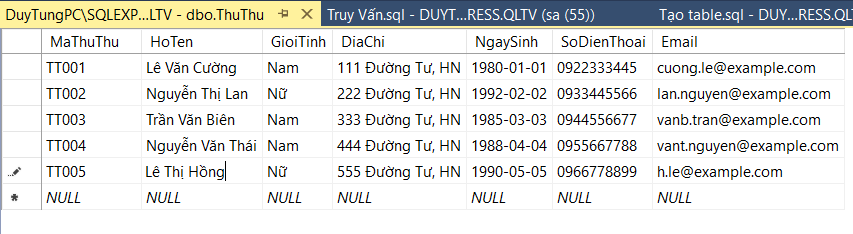 DuyTungPC\SQLEXP...LTV - dbo.ThuThu Truy Vấn.sql - DUYT...RESS.QLTV (sa (55)) Tạo table.sql - DUYT...RESS.QLT
MaThuThu HoTen GioiTinh DiaChi NgaySinh SoDienThoai Email
TT001 Lê Văn Cường Nam 111 Đường Tư, HN 1980-01-01 0922333445 cuong.le@example.com
TT002 Nguyễn Thị Lan Nữ 222 Đường Tư, HN 1992-02-02 0933445566 lan.nguyen@example.com
TT003 Trần Văn Biên Nam 333 Đường Tư, HN 1985-03-03 0944556677 vanb.tran@example.com
TT004 Nguyễn Văn Thái Nam 444 Đường Tư, HN 1988-04-04 0955667788 vant.nguyen@example.com
TT005 Lê Thị Hồng Nữ 555 Đường Tư, HN 1990-05-05 0966778899 h.le@example.com
NULL NULL NULL NULL NULL NULL NULL